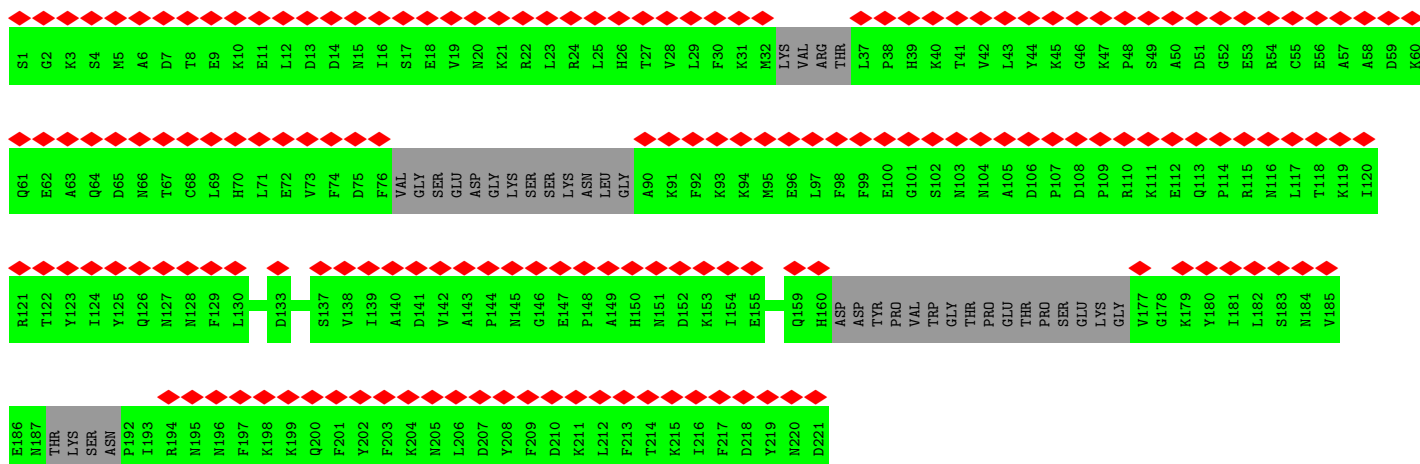 S1 G2 K3 S4 M5 A6 D7 T8 E9 K10 E11 L12 D13 D14 N15 I16 S17 E18 V19 N20 K21 R22 L23 R24 L25 H26 T27 V28 L29 F30 K31 M32 LYS VAL ARG THR L37 P38 H39 K40 T41 V42 L43 Y44 K45 G46 K47 P48 S49 A50 D51 G52 E53 R54 C55 E56 A57 A58 D59 K60
Q61 E62 A63 Q64 D65 N66 T67 C68 L69 H70 L71 E72 V73 F74 D75 F76 VAL GLY SER GLU ASP GLY LYS SER SER LYS ASN LEU GLY A90 K91 F92 K93 K94 M95 E96 L97 F98 F99 E100 G101 S102 N103 N104 A105 D106 P107 D108 P109 R110 K111 E112 Q113 P114 R115 N116 L117 T118 K119 I120
R121 T122 Y123 I124 Y125 Q126 N127 N128 F129 L130 D133 S137 V138 I139 A140 D141 V142 A143 P144 N145 G146 E147 P148 A149 H150 N151 D152 K153 I154 E155 Q159 H160 ASP ASP TYR PRO VAL TRP GLY THR PRO GLU THR PRO SER GLU LYS GLY V177 G178 K179 Y180 I181 L182 S183 N184 V185
E186 N187 THR LYS SER ASN P192 I193 R194 N195 N196 F197 K198 K199 Q200 F201 Y202 F203 K204 N205 L206 D207 Y208 F209 D210 K211 L212 F213 T214 K215 I216 F217 D218 Y219 N220 D221